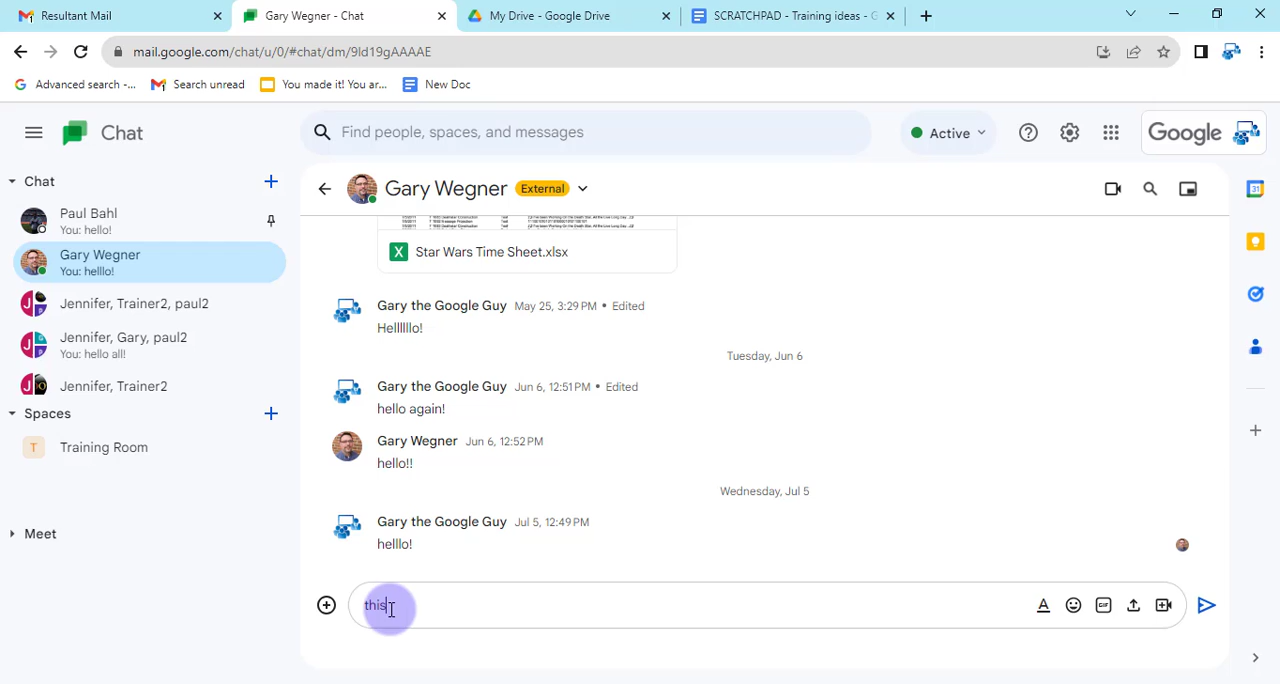 Resultant Mail
Gary Wegner - Chat
My Drive - Google Drive
SCRATCHPAD - Training ideas - G
mail.google.com/chat/u/0/#chat/dm/9Id19gAAAAE
Advanced search -...
Search unread
You made it! You ar...
New Doc
Chat
Find people, spaces, and messages
Active
Google
Chat
Paul Bahl
You: hello!
Gary Wegner
You: helllo!
Jennifer, Trainer2, paul2
Jennifer, Gary, paul2
You: hello all!
Jennifer, Trainer2
Spaces
T
Training Room
Meet
Gary Wegner
External
Star Wars Time Sheet.xlsx
Gary the Google Guy May 25, 3:29 PM • Edited
Hellllllo!
Tuesday, Jun 6
Gary the Google Guy Jun 6, 12:51 PM • Edited
hello again!
Gary Wegner Jun 6, 12:52 PM
hello!!
Wednesday, Jul 5
Gary the Google Guy Jul 5, 12:49 PM
helllo!
this
GIF
31